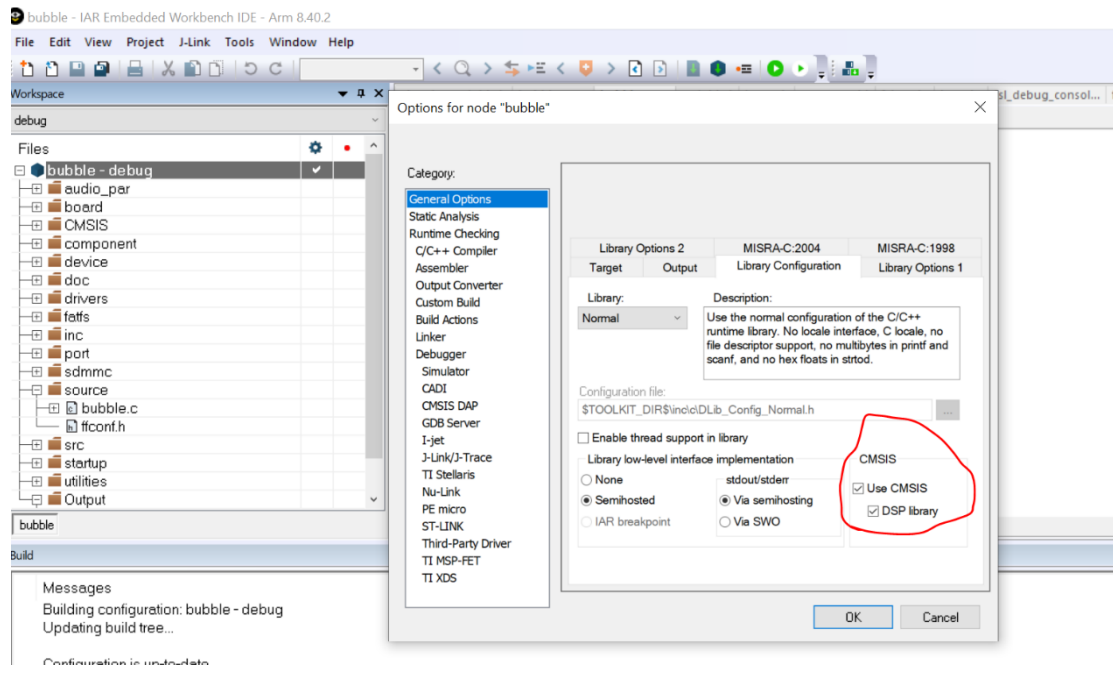 bubble - IAR Embedded Workbench IDE - Arm 8.40.2
File Edit View Project J-Link Tools Window Help
Workspace
debug
Files
bubble - debug
audio_par
board
CMSIS
component
device
doc
drivers
fatfs
inc
port
sdmmc
source
bubble.c
ffconf.h
src
startup
utilities
Output
bubble
sl_debug_consol...
Options for node "bubble"
Category:
General Options
Static Analysis
Runtime Checking
C/C++ Compiler
Assembler
Output Converter
Custom Build
Build Actions
Linker
Debugger
Simulator
CADI
CMSIS DAP
GDB Server
I-jet
J-Link/J-Trace
TI Stellaris
Nu-Link
PE micro
ST-LINK
Third-Party Driver
TI MSP-FET
TI XDS
Library Options 2 MISRA-C:2004 MISRA-C:1998
Target Output Library Configuration Library Options 1
Library:
Normal
Description:
Use the normal configuration of the C/C++
runtime library. No locale interface, C locale, no
file descriptor support, no multibytes in printf and
scanf, and no hex floats in strtod.
Configuration file:
$TOOLKIT_DIR$\inc\c\DLib_Config_Normal.h
...
Enable thread support in library
Library low-level interface implementation
None
Semihosted
IAR breakpoint
stdout/stderr
Via semihosting
Via SWO
CMSIS
Use CMSIS
DSP library
OK Cancel
Build
Messages
Building configuration: bubble - debug
Updating build tree...
Configuration is up-to-date